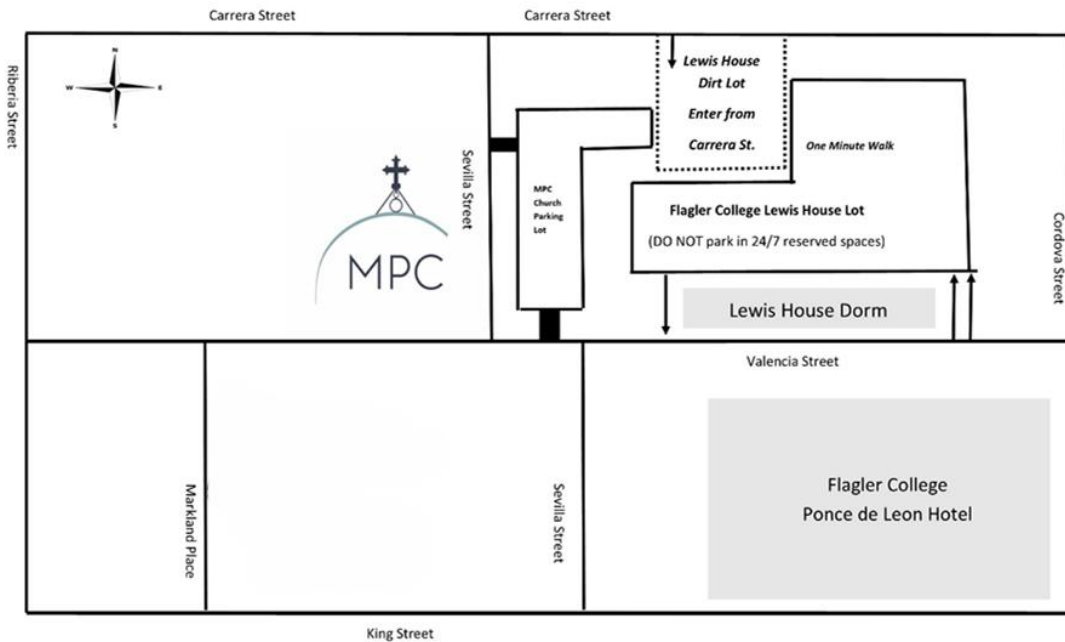 Carrera Street
Carrera Street
Riberia Street
N
W
E
S
Lewis House
Dirt Lot
Enter from
Carrera St.
One Minute Walk
Sevilla Street
MPC
Church
Parking
Lot
Flagler College Lewis House Lot
(DO NOT park in 24/7 reserved spaces)
Cordova Street
MPC
Lewis House Dorm
Valencia Street
Markland Place
Sevilla Street
Flagler College
Ponce de Leon Hotel
King Street